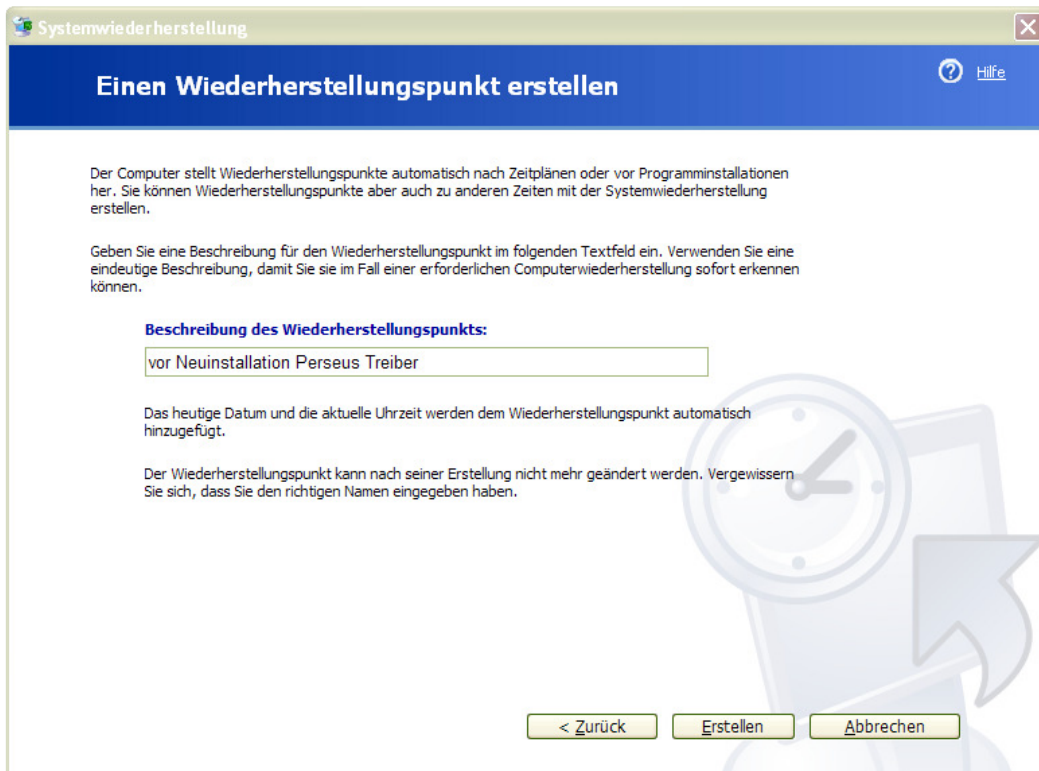 Systemwiederherstellung
Einen Wiederherstellungspunkt erstellen
Hilfe
Der Computer stellt Wiederherstellungspunkte automatisch nach Zeitplänen oder vor Programminstallationen
her. Sie können Wiederherstellungspunkte aber auch zu anderen Zeiten mit der Systemwiederherstellung
erstellen.
Geben Sie eine Beschreibung für den Wiederherstellungspunkt im folgenden Textfeld ein. Verwenden Sie eine
eindeutige Beschreibung, damit Sie sie im Fall einer erforderlichen Computerwiederherstellung sofort erkennen
können.
Beschreibung des Wiederherstellungspunkts:
vor Neuinstallation Perseus Treiber
Das heutige Datum und die aktuelle Uhrzeit werden dem Wiederherstellungspunkt automatisch
hinzugefügt.
Der Wiederherstellungspunkt kann nach seiner Erstellung nicht mehr geändert werden. Vergewissern
Sie sich, dass Sie den richtigen Namen eingegeben haben.
< Zurück Erstellen Abbrechen